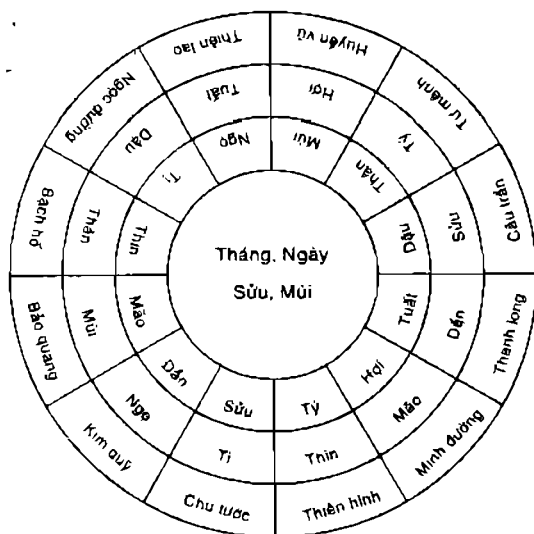 Thiên lao
Huyền vũ
Tư mệnh
Câu trần
Thanh long
Minh đường
Thiên hình
Chu tước
Kim quỹ
Bảo quang
Bạch hổ
Ngọc đường
Tuất
Hợi
Tý
Sửu
Dần
Mão
Thìn
Tị
Ngọ
Mùi
Thân
Dậu
Ngọ
Mùi
Thân
Dậu
Tuất
Hợi
Tý
Sửu
Dần
Mão
Thìn
Tị
Tháng, Ngày
Sửu, Mùi